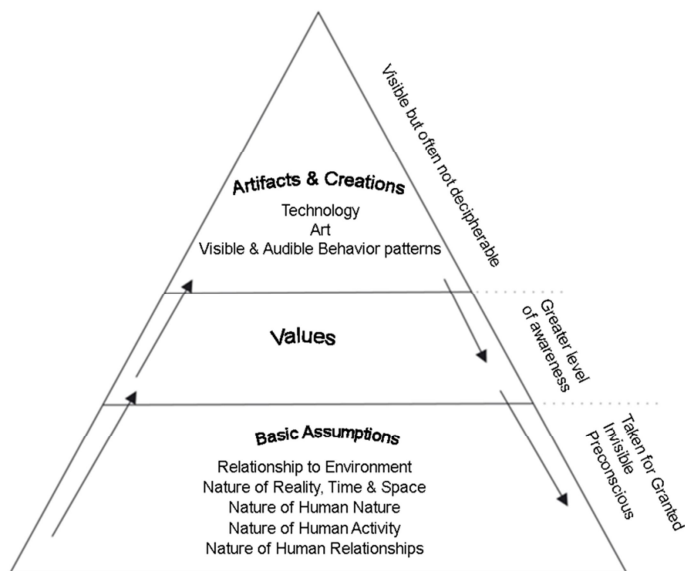 Artifacts & Creations
Technology
Art
Visible & Audible Behavior patterns
Visible but often not decipherable
Values
Greater level
of awareness
Basic Assumptions
Relationship to Environment
Nature of Reality, Time & Space
Nature of Human Nature
Nature of Human Activity
Nature of Human Relationships
Taken for Granted
Invisible
Preconscious